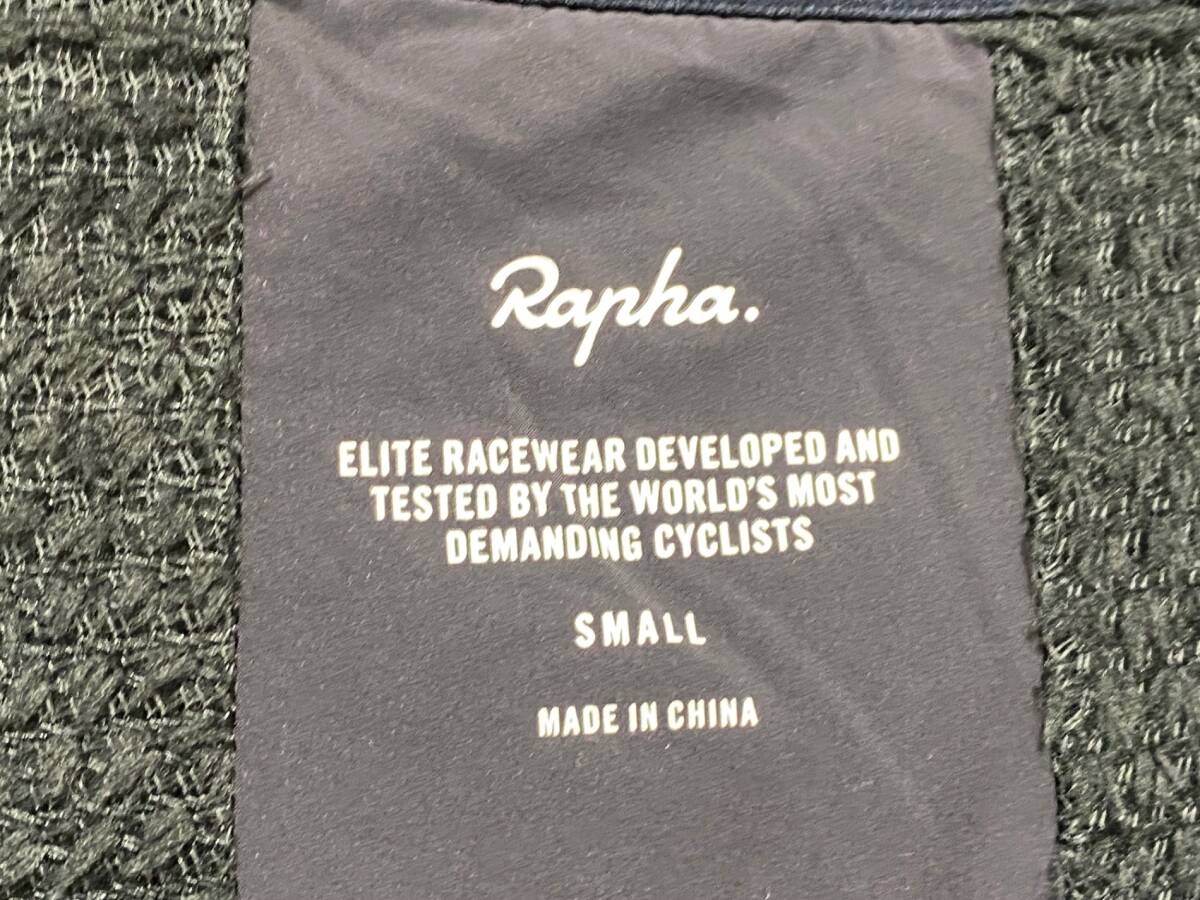 Rapha.
ELITE RACEWEAR DEVELOPED AND
TESTED BY THE WORLD'S MOST
DEMANDING CYCLISTS
SMALL
MADE IN CHINA